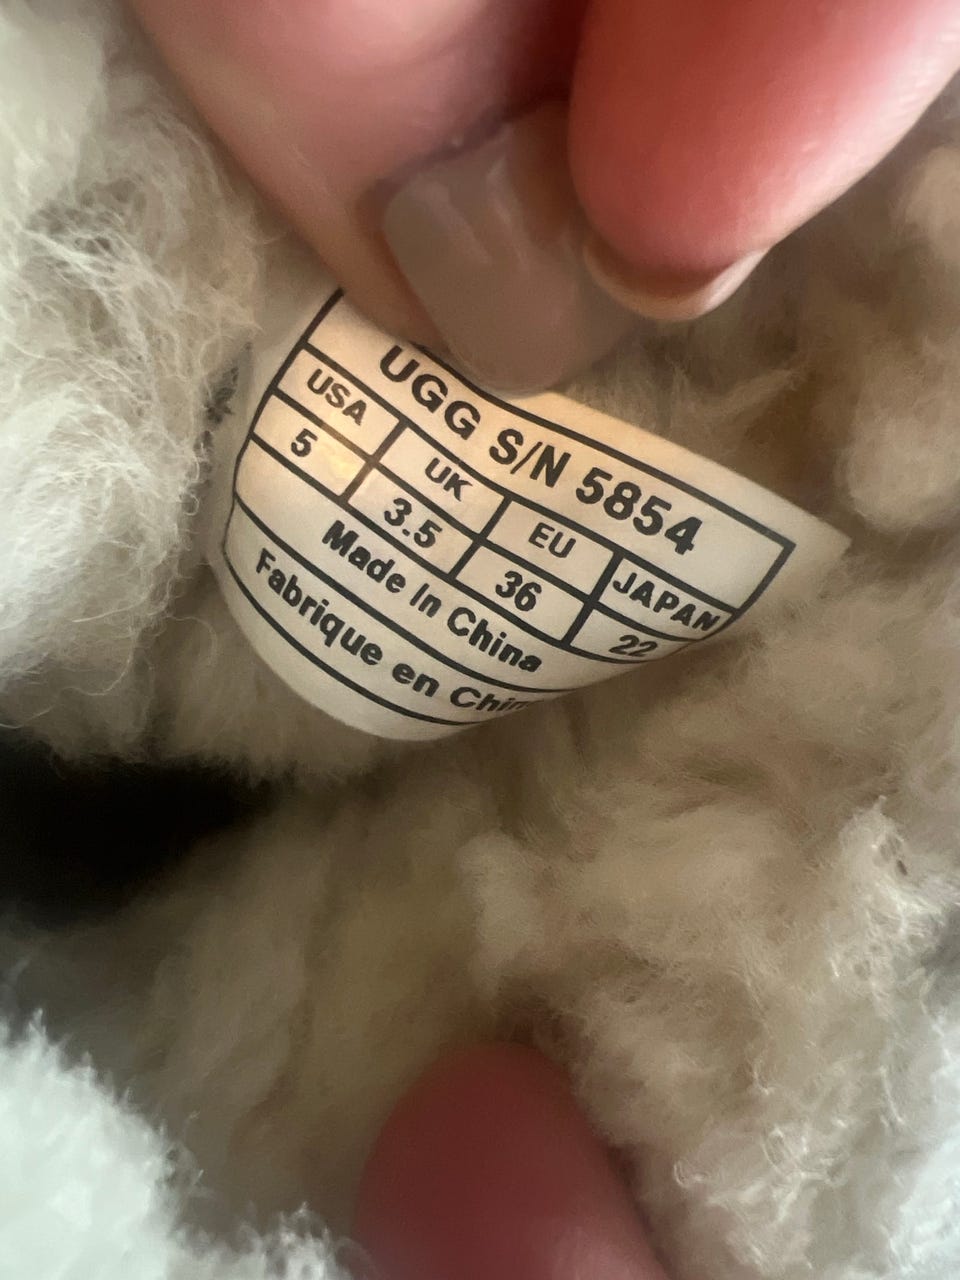 UGG S/N 5854
USA UK EU JAPAN
5 3.5 36 22
Made In China
Fabrique en